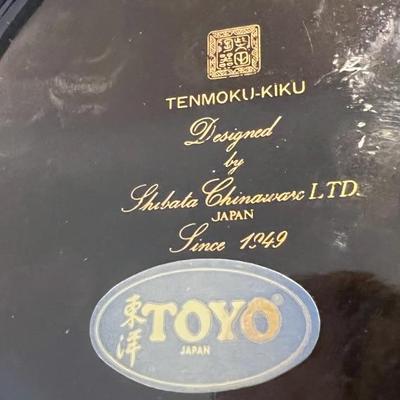 TENMOKU-KIKU
Designed
by
Shibata Chinaware LTD.
JAPAN
Since 1949
東洋 TOYO®
JAPAN